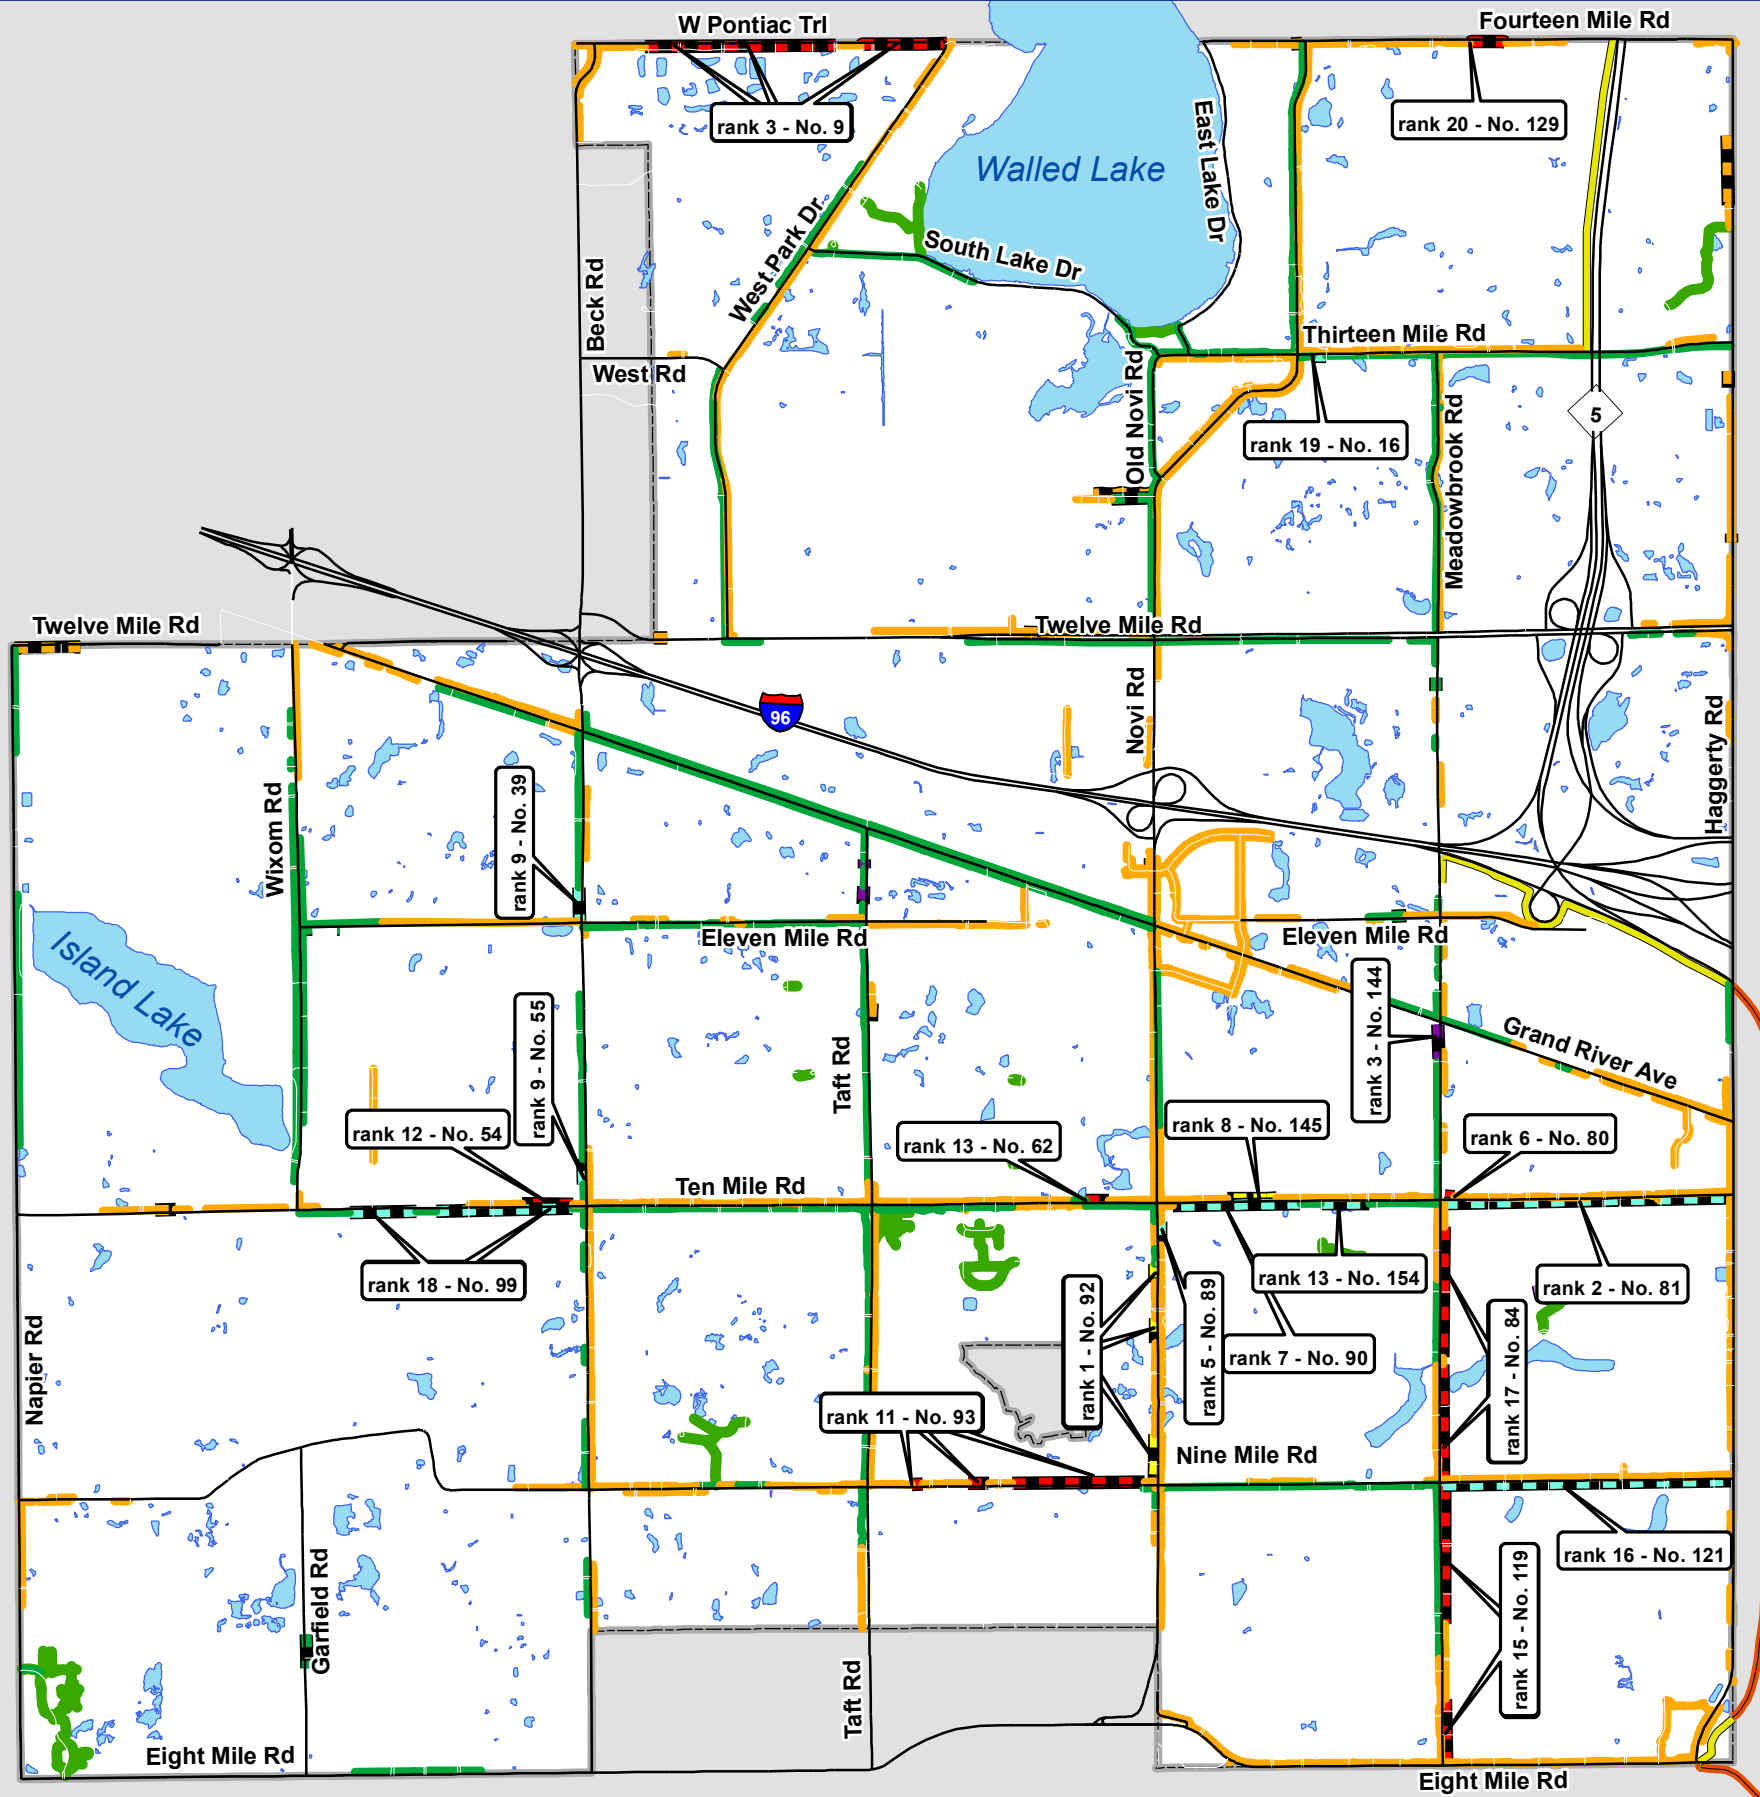 W Pontiac Trl
Fourteen Mile Rd
rank 3 - No. 9
rank 20 - No. 129
Walled Lake
East Lake Dr
West Park Dr
South Lake Dr
Beck Rd
Thirteen Mile Rd
West Rd
Old Novi Rd
Meadowbrook Rd
5
rank 19 - No. 16
Twelve Mile Rd
Twelve Mile Rd
Novi Rd
96
Haggerty Rd
Wixom Rd
rank 9 - No. 39
Eleven Mile Rd
Eleven Mile Rd
Island Lake
rank 9 - No. 55
Taft Rd
rank 3 - No. 144
Grand River Ave
rank 12 - No. 54
rank 13 - No. 62
rank 8 - No. 145
rank 6 - No. 80
Ten Mile Rd
rank 18 - No. 99
rank 13 - No. 154
rank 2 - No. 81
rank 1 - No. 92
rank 5 - No. 89
rank 7 - No. 90
rank 17 - No. 84
Napier Rd
rank 11 - No. 93
Nine Mile Rd
rank 16 - No. 121
Garfield Rd
rank 15 - No. 119
Taft Rd
Eight Mile Rd
Eight Mile Rd